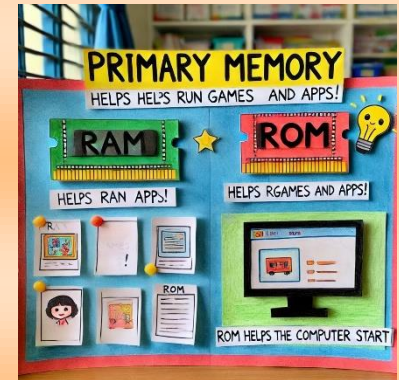 PRIMARY MEMORY
HELPS HEL'S RUN GAMES AND APPS!
RAM
ROM
HELPS RAN APPS!
HELPS RGAMES AND APPS!
R
!
ROM
ROM HELPS THE COMPUTER START